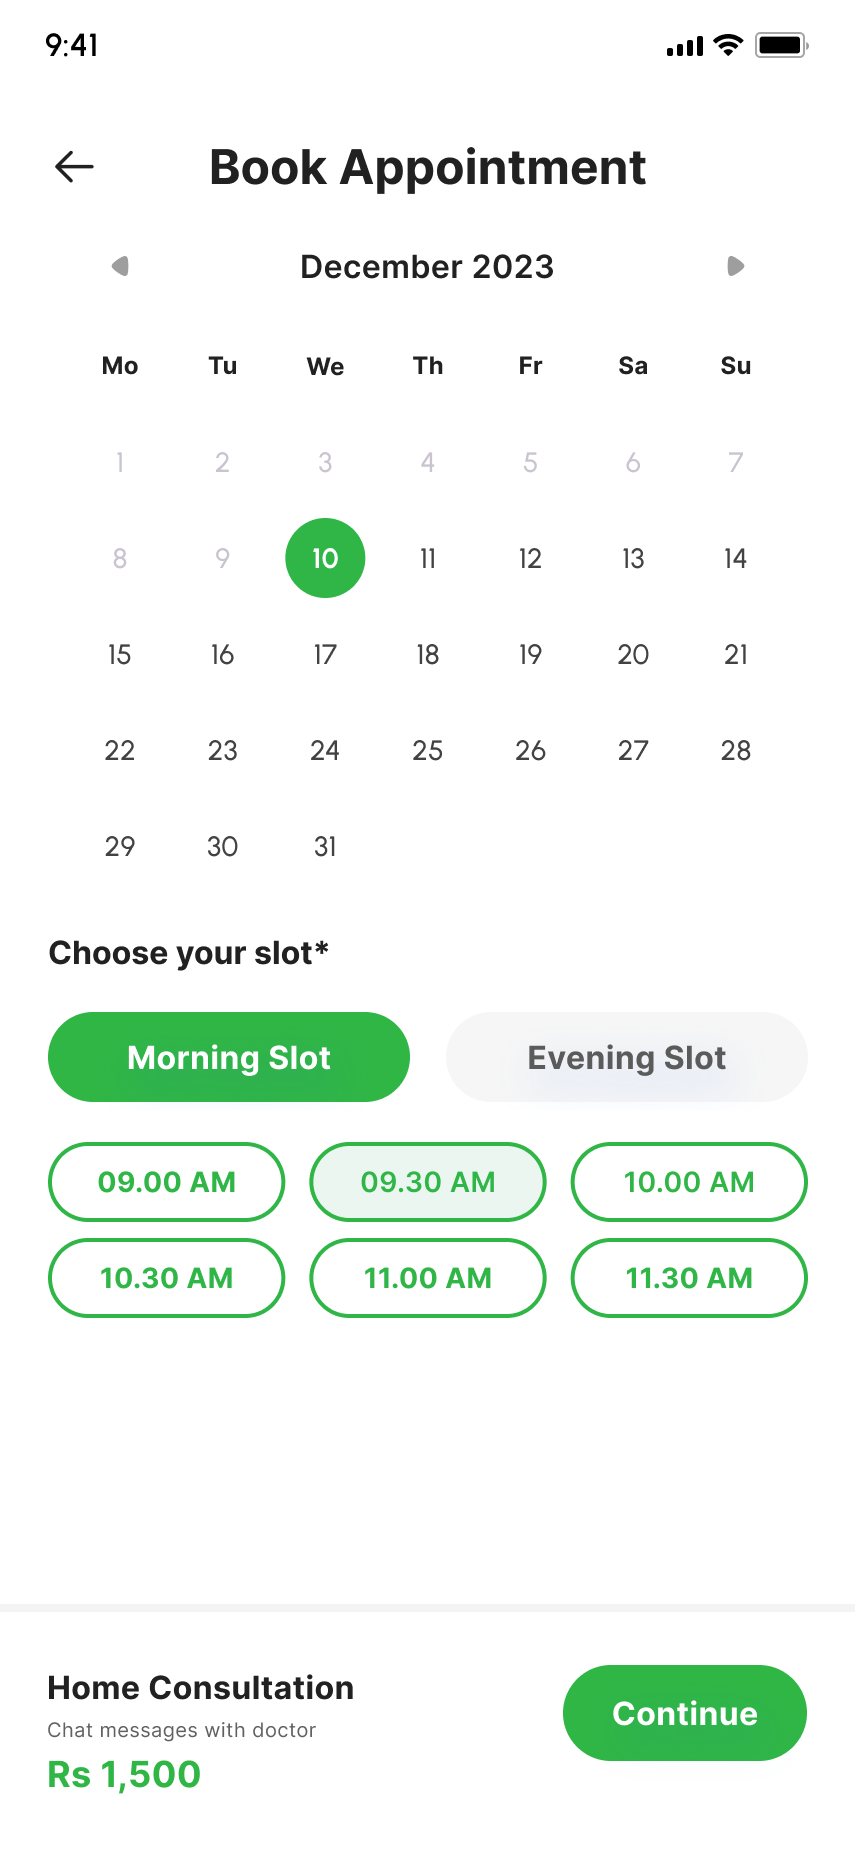 9:41
Book Appointment
December 2023
Mo Tu We Th Fr Sa Su
1 2 3 4 5 6 7
8 9 10 11 12 13 14
15 16 17 18 19 20 21
22 23 24 25 26 27 28
29 30 31
Choose your slot*
Morning Slot Evening Slot
09.00 AM 09.30 AM 10.00 AM
10.30 AM 11.00 AM 11.30 AM
Home Consultation
Chat messages with doctor
Rs 1,500
Continue